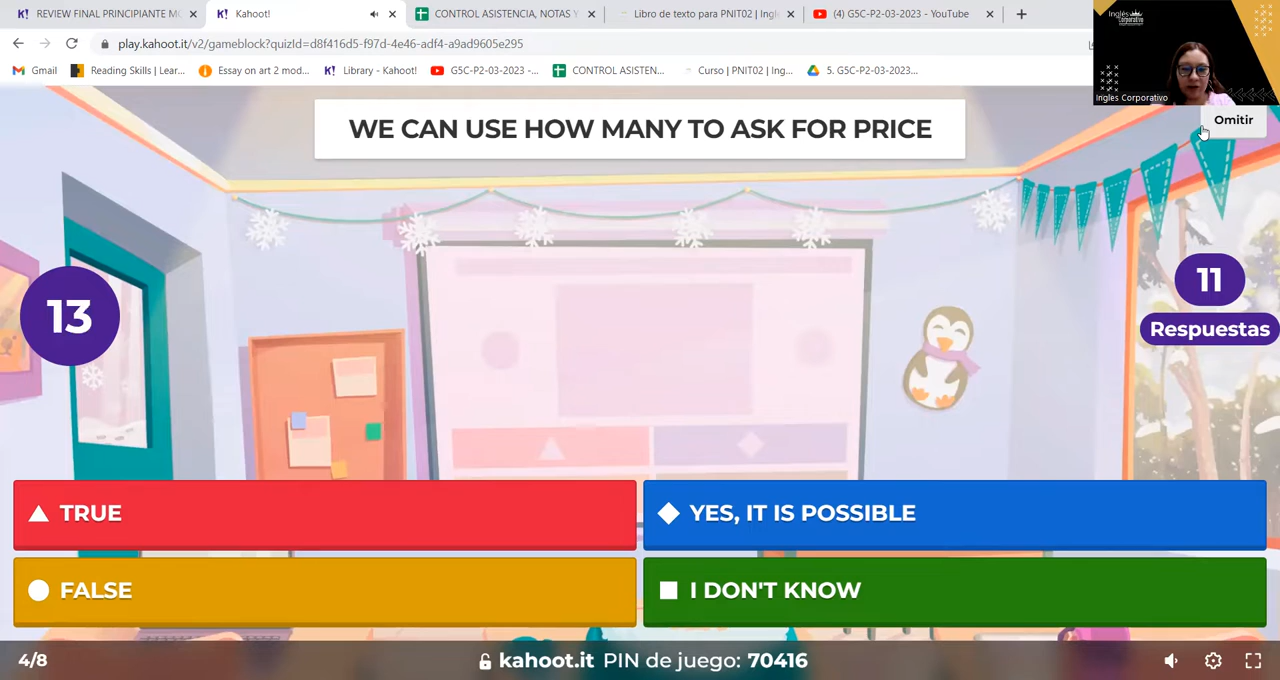 REVIEW FINAL PRINCIPIANTE MO
Kahoot!
CONTROL ASISTENCIA, NOTAS Y
Libro de texto para PNIT02 | Ingl
(4) G5C-P2-03-2023 - YouTube
play.kahoot.it/v2/gameblock?quizId=d8f416d5-f97d-4e46-adf4-a9ad9605e295
Gmail
Reading Skills | Lear...
Essay on art 2 mod...
Library - Kahoot!
G5C-P2-03-2023 -...
CONTROL ASISTEN...
Curso | PNIT02 | Ing...
5. G5C-P2-03-2023...
Inglés
Corporativo
Ingles Corporativo
Omitir
WE CAN USE HOW MANY TO ASK FOR PRICE
13
11
Respuestas
TRUE
YES, IT IS POSSIBLE
FALSE
I DON'T KNOW
4/8
kahoot.it PIN de juego: 70416